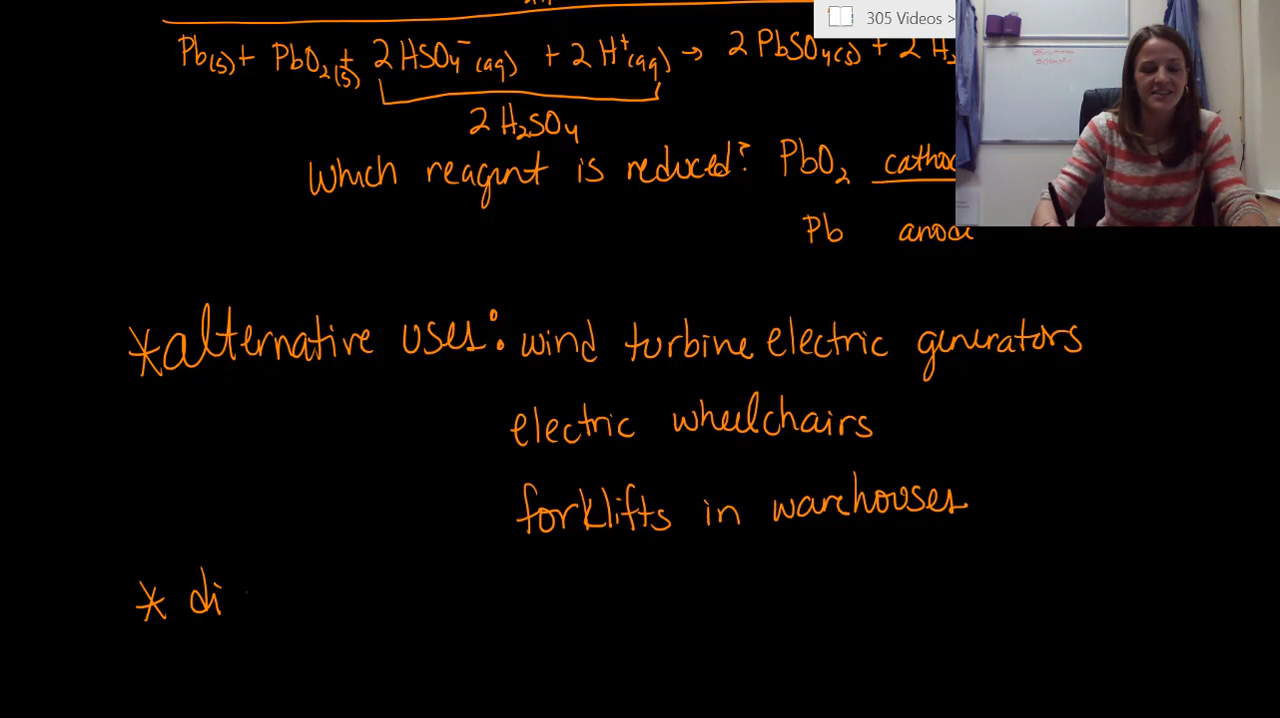 305 Videos >
Pb(s) + PbO₂(s) + 2 HSO₄⁻(aq) + 2 H⁺(aq) → 2 PbSO₄(s) + 2 H₂
2 H₂SO₄
Which reagent is reduced? PbO₂ cathod
Pb anode
*alternative uses: wind turbine electric generators
electric wheelchairs
forklifts in warehouses
* di